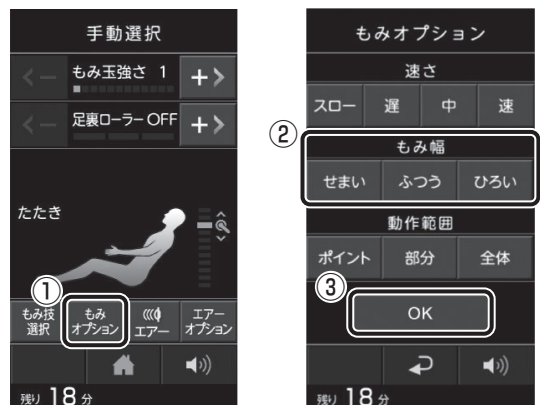 手動選択
もみ玉強さ 1
足裏ローラー OFF
たたき
①
もみ技
選択
もみ
オプション
エアー
エアー
オプション
残り 18 分
もみオプション
速さ
スロー 遅 中 速
②
もみ幅
せまい ふつう ひろい
動作範囲
ポイント 部分 全体
③
OK
残り 18 分